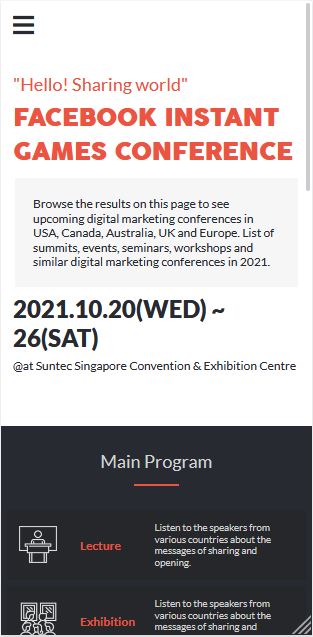 "Hello! Sharing world"
FACEBOOK INSTANT
GAMES CONFERENCE
Browse the results on this page to see
upcoming digital marketing conferences in
USA, Canada, Australia, UK and Europe. List of
summits, events, seminars, workshops and
similar digital marketing conferences in 2021.
2021.10.20(WED) ~
26(SAT)
@at Suntec Singapore Convention & Exhibition Centre
Main Program
Lecture
Listen to the speakers from
various countries about the
messages of sharing and
opening.
Exhibition
Listen to the speakers from
various countries about the
messages of sharing and